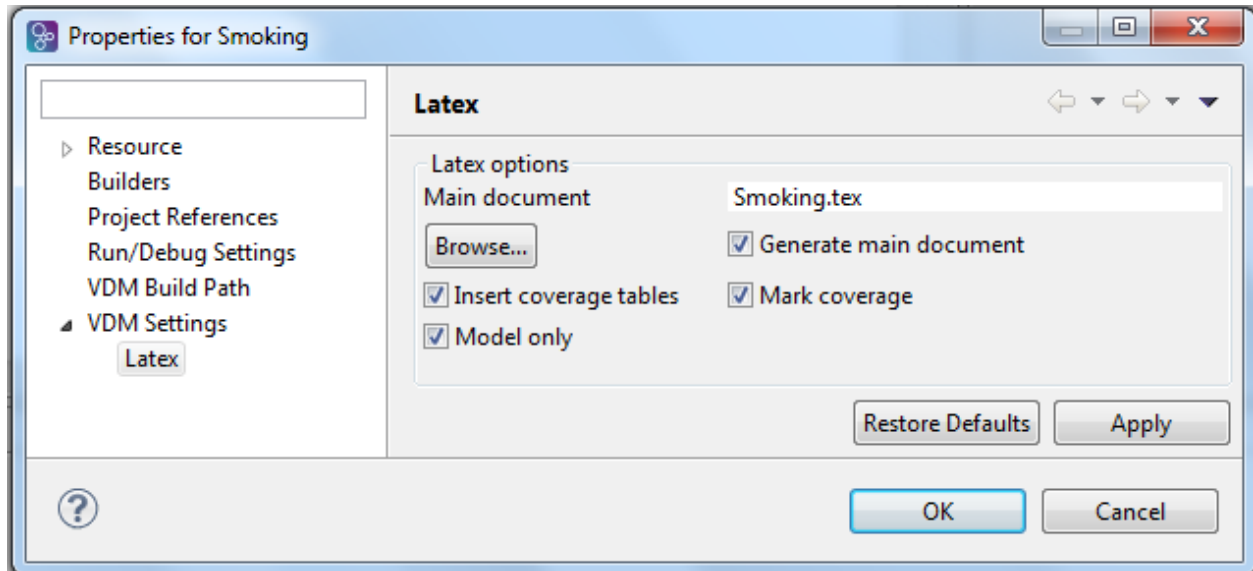 Properties for Smoking
Resource
Builders
Project References
Run/Debug Settings
VDM Build Path
VDM Settings
Latex
Latex
Latex options
Main document Smoking.tex
Browse... Generate main document
Insert coverage tables Mark coverage
Model only
Restore Defaults Apply
? OK Cancel